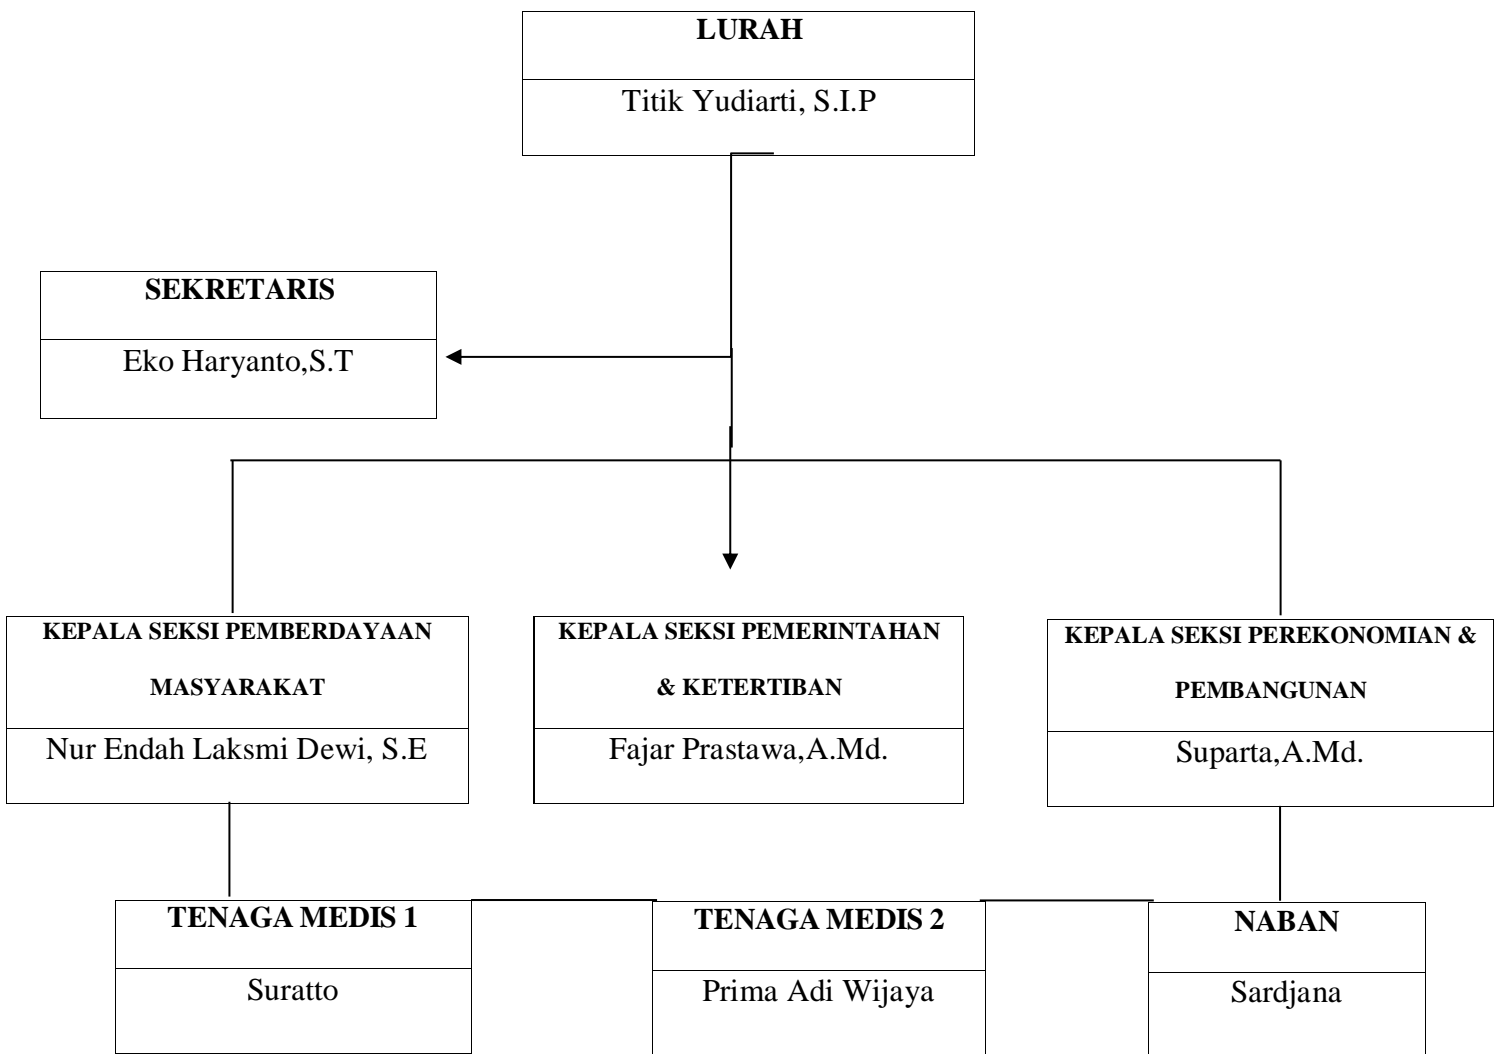 LURAH
Titik Yudiarti, S.I.P
SEKRETARIS
Eko Haryanto,S.T
KEPALA SEKSI PEMBERDAYAAN
MASYARAKAT
Nur Endah Laksmi Dewi, S.E
KEPALA SEKSI PEMERINTAHAN
& KETERTIBAN
Fajar Prastawa,A.Md.
KEPALA SEKSI PEREKONOMIAN &
PEMBANGUNAN
Suparta,A.Md.
TENAGA MEDIS 1
Suratto
TENAGA MEDIS 2
Prima Adi Wijaya
NABAN
Sardjana